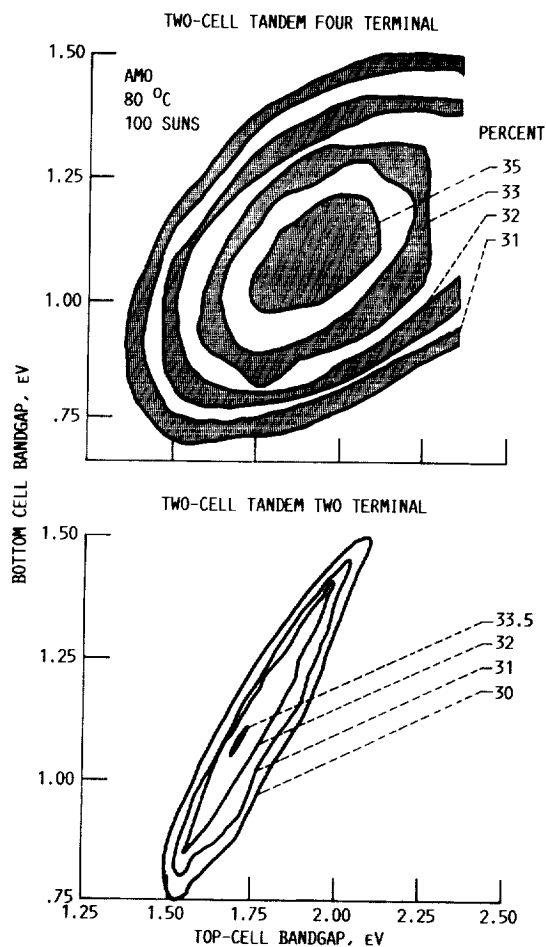 TWO-CELL TANDEM FOUR TERMINAL
1.50
AMO
80 °C
100 SUNS
PERCENT
35
1.25
33
32
31
1.00
.75
BOTTOM CELL BANDGAP, eV
TWO-CELL TANDEM TWO TERMINAL
1.50
33.5
32
1.25
31
30
1.00
.75
1.25
1.50
1.75
2.00
2.25
2.50
TOP-CELL BANDGAP, eV